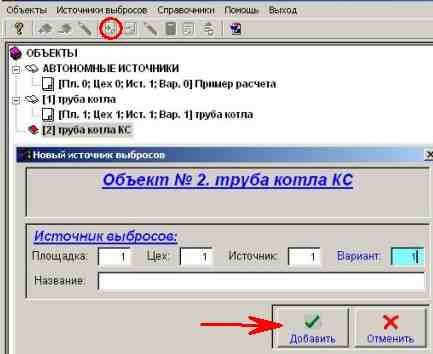 Объекты Источники выбросов Справочники Помощь Выход
?
ОБЪЕКТЫ
АВТОНОМНЫЕ ИСТОЧНИКИ
[Пл. 0; Цех 0; Ист. 1; Вар. 0] Пример расчета
[1] труба котла
[Пл. 1; Цех 1; Ист. 1; Вар. 1] труба котла
[2] труба котла КС
Новый источник выбросов
Объект № 2. труба котла КС
Источник выбросов:
Площадка: 1 Цех: 1 Источник: 1 Вариант: 1
Название:
Добавить Отменить